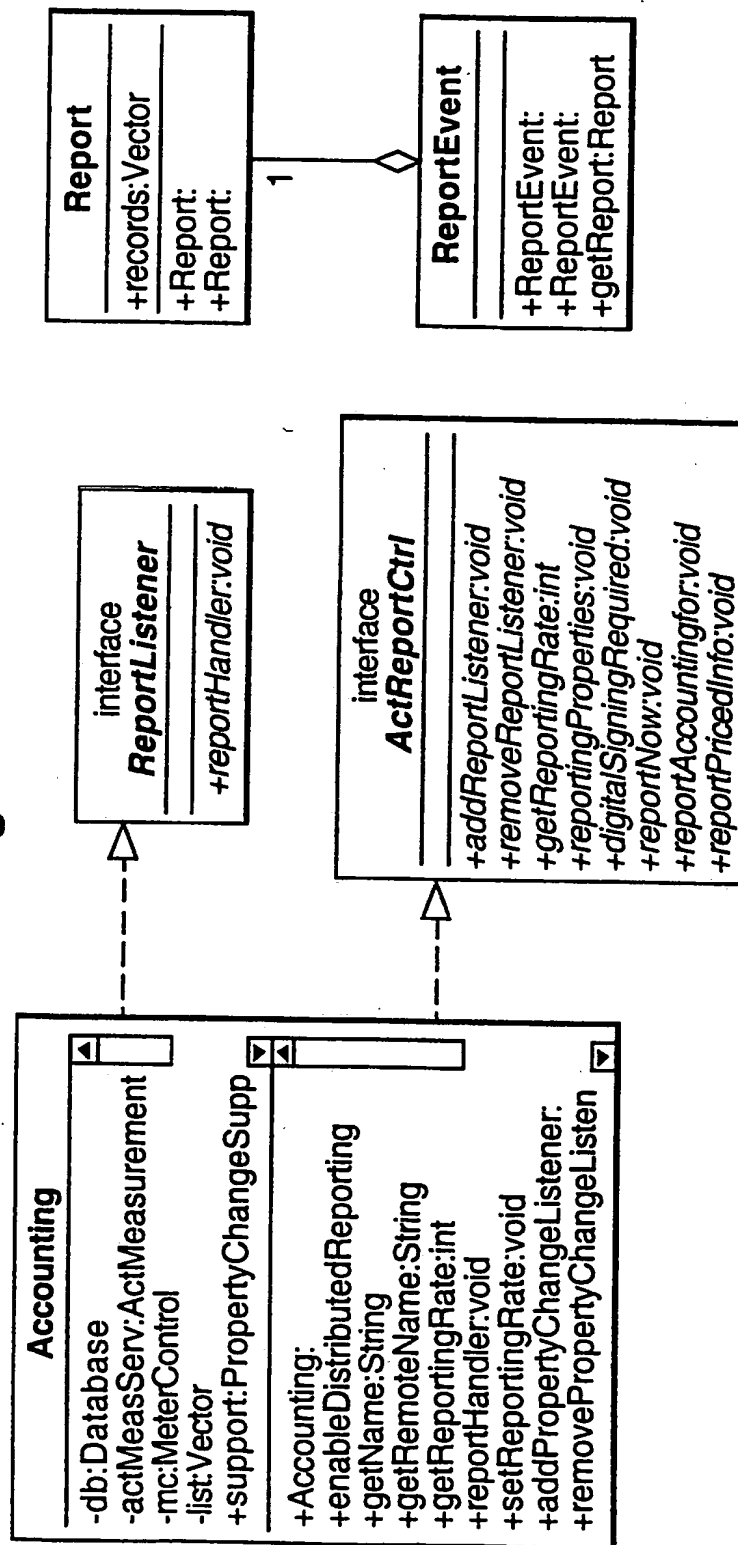 Accounting
-db:Database
-actMeasServ:ActMeasurement
-mc:MeterControl
-list:Vector
+support:PropertyChangeSupp
+Accounting:
+enableDistributedReporting
+getName:String
+getRemoteName:String
+getReportingRate:int
+reportHandler:void
+setReportingRate:void
+addPropertyChangeListener:
+removePropertyChangeListen
interface
ReportListener
+reportHandler:void
interface
ActReportCtrl
+addReportListener:void
+removeReportListener:void
+getReportingRate:int
+reportingProperties:void
+digitalSigningRequired:void
+reportNow:void
+reportAccountingfor:void
+reportPricedInfo:void
Report
+records:Vector
+Report:
+Report:
1
ReportEvent
+ReportEvent:
+ReportEvent:
+getReport:Report